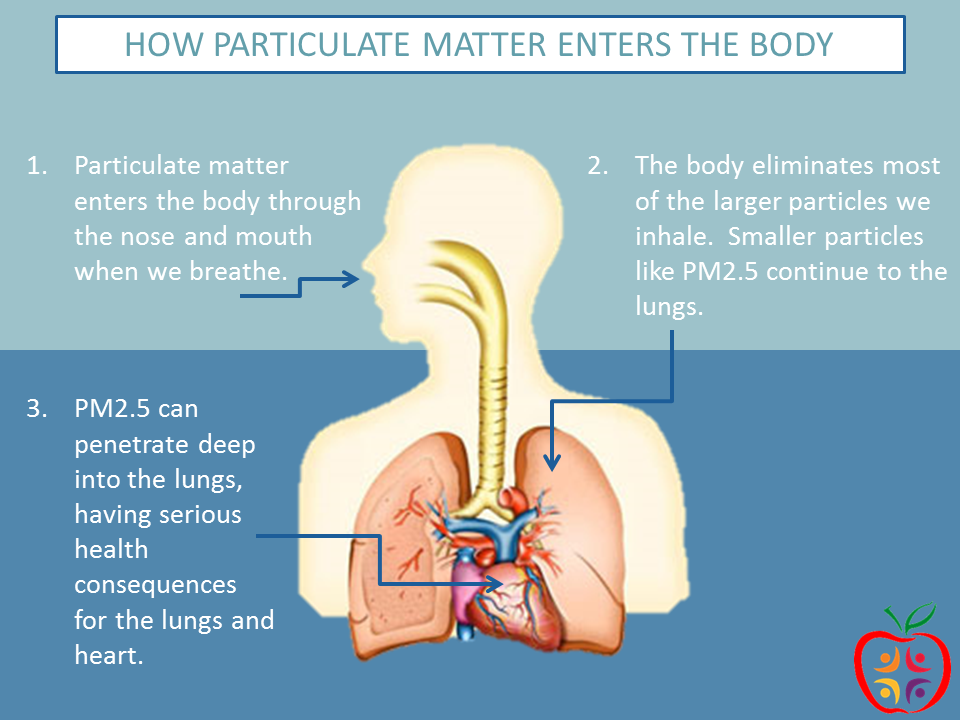 HOW PARTICULATE MATTER ENTERS THE BODY
1. Particulate matter
enters the body through
the nose and mouth
when we breathe.
2. The body eliminates most
of the larger particles we
inhale. Smaller particles
like PM2.5 continue to the
lungs.
3. PM2.5 can
penetrate deep
into the lungs,
having serious
health
consequences
for the lungs and
heart.